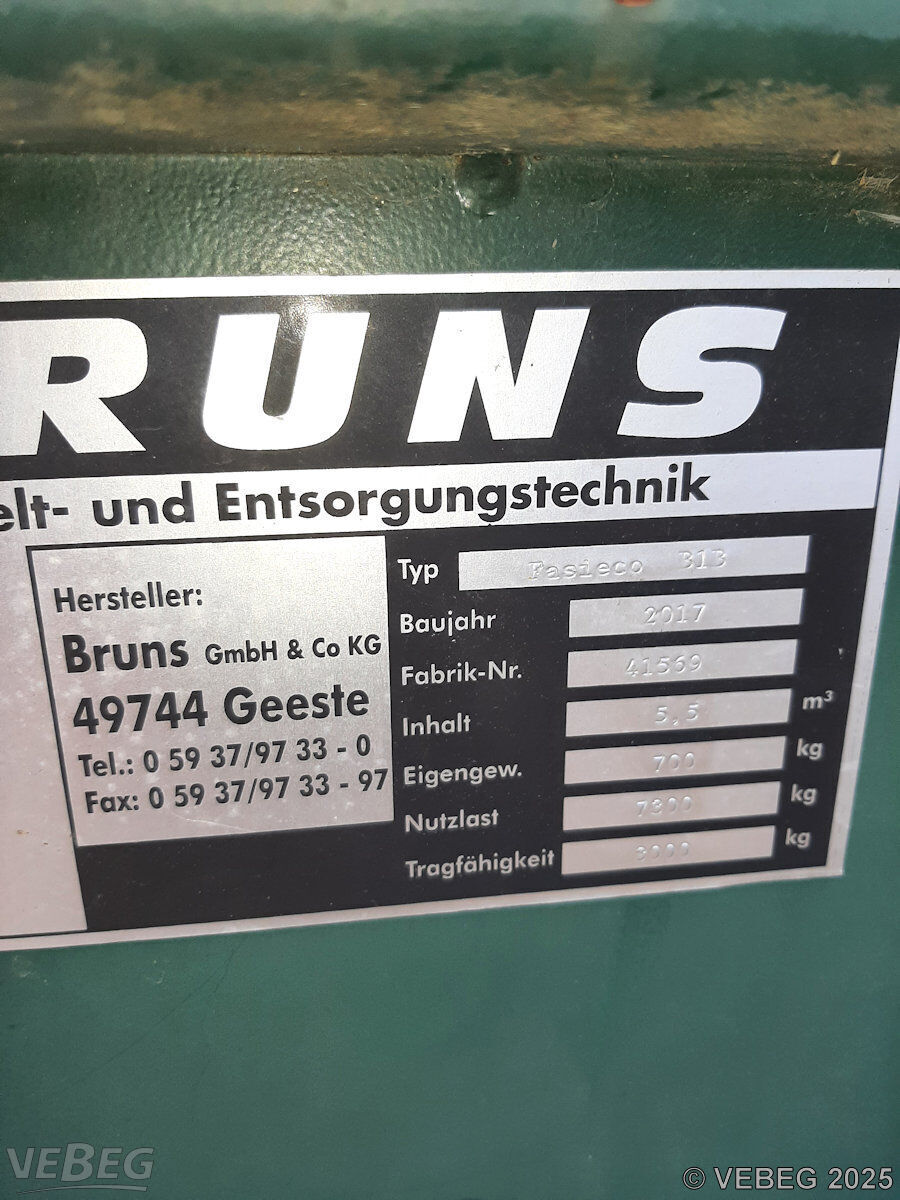 RUNS
elt- und Entsorgungstechnik
Hersteller:
Bruns GmbH & Co KG
49744 Geeste
Tel.: 0 59 37/97 33 - 0
Fax: 0 59 37/97 33 - 97
Typ Fasieco B1B
Baujahr 2017
Fabrik-Nr. 41569
Inhalt 5,5 m³
Eigengew. 700 kg
Nutzlast 7300 kg
Tragfähigkeit kg
VEBEG
© VEBEG 2025